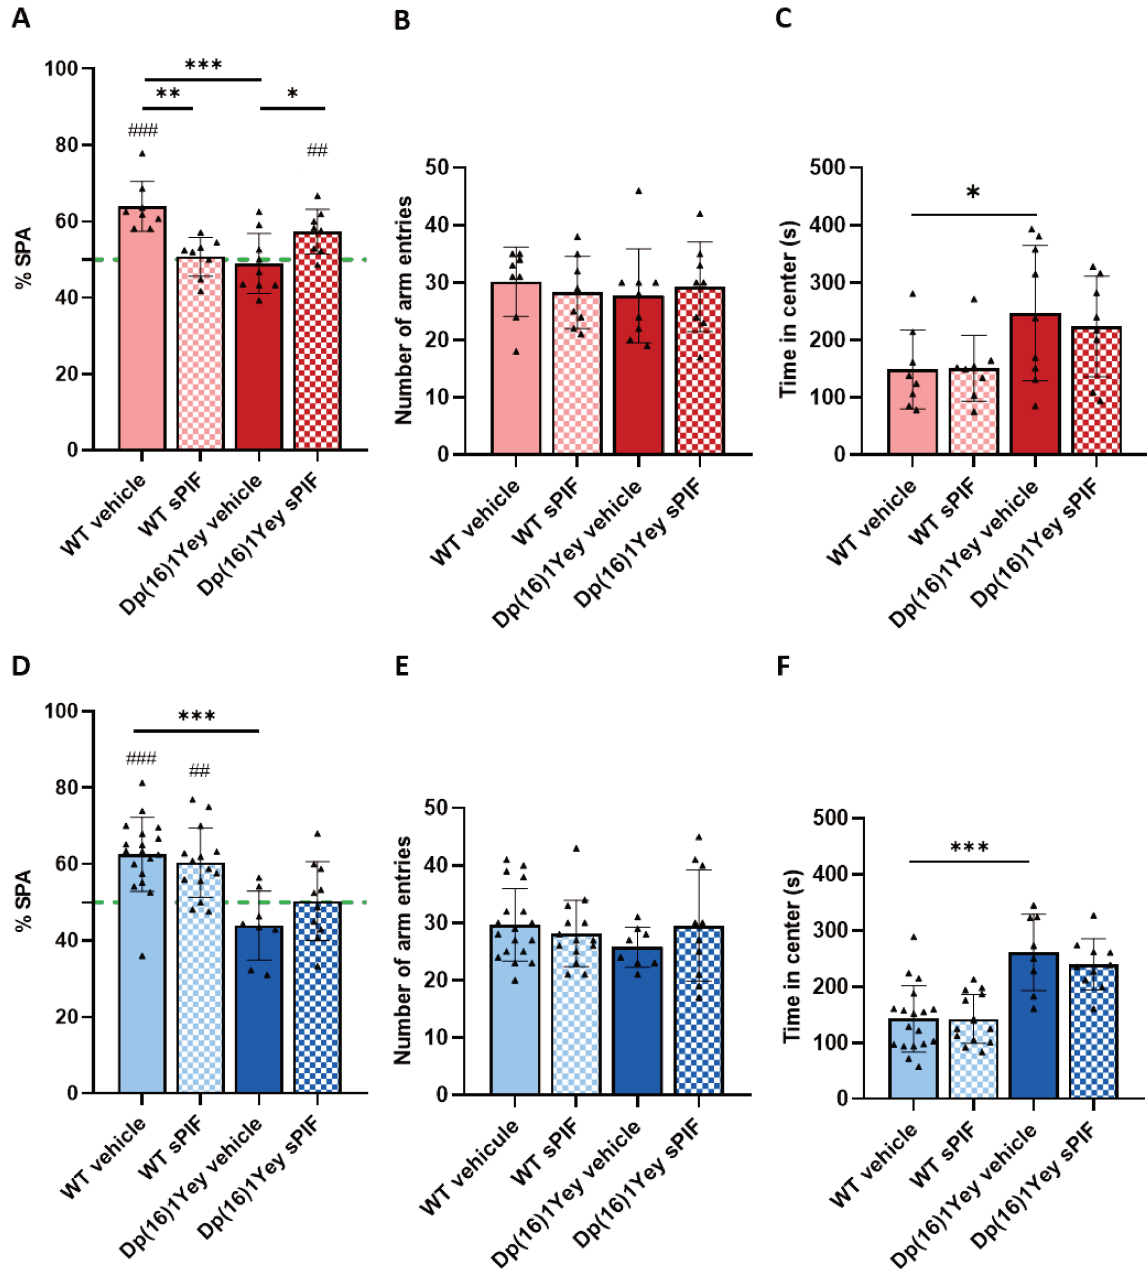 A
B
C
% SPA
100
80
60
40
20
0
***
**
*
###
##
WT vehicle
WT sPIF
Dp(16)1Yey vehicle
Dp(16)1Yey sPIF
Number of arm entries
50
40
30
20
10
0
WT vehicle
WT sPIF
Dp(16)1Yey vehicle
Dp(16)1Yey sPIF
Time in center (s)
500
400
300
200
100
0
*
WT vehicle
WT sPIF
Dp(16)1Yey vehicle
Dp(16)1Yey sPIF
D
E
F
% SPA
100
80
60
40
20
0
***
###
##
WT vehicle
WT sPIF
Dp(16)1Yey vehicle
Dp(16)1Yey sPIF
Number of arm entries
50
40
30
20
10
0
WT vehicule
WT sPIF
Dp(16)1Yey vehicle
Dp(16)1Yey sPIF
Time in center (s)
500
400
300
200
100
0
***
WT vehicle
WT sPIF
Dp(16)1Yey vehicle
Dp(16)1Yey sPIF